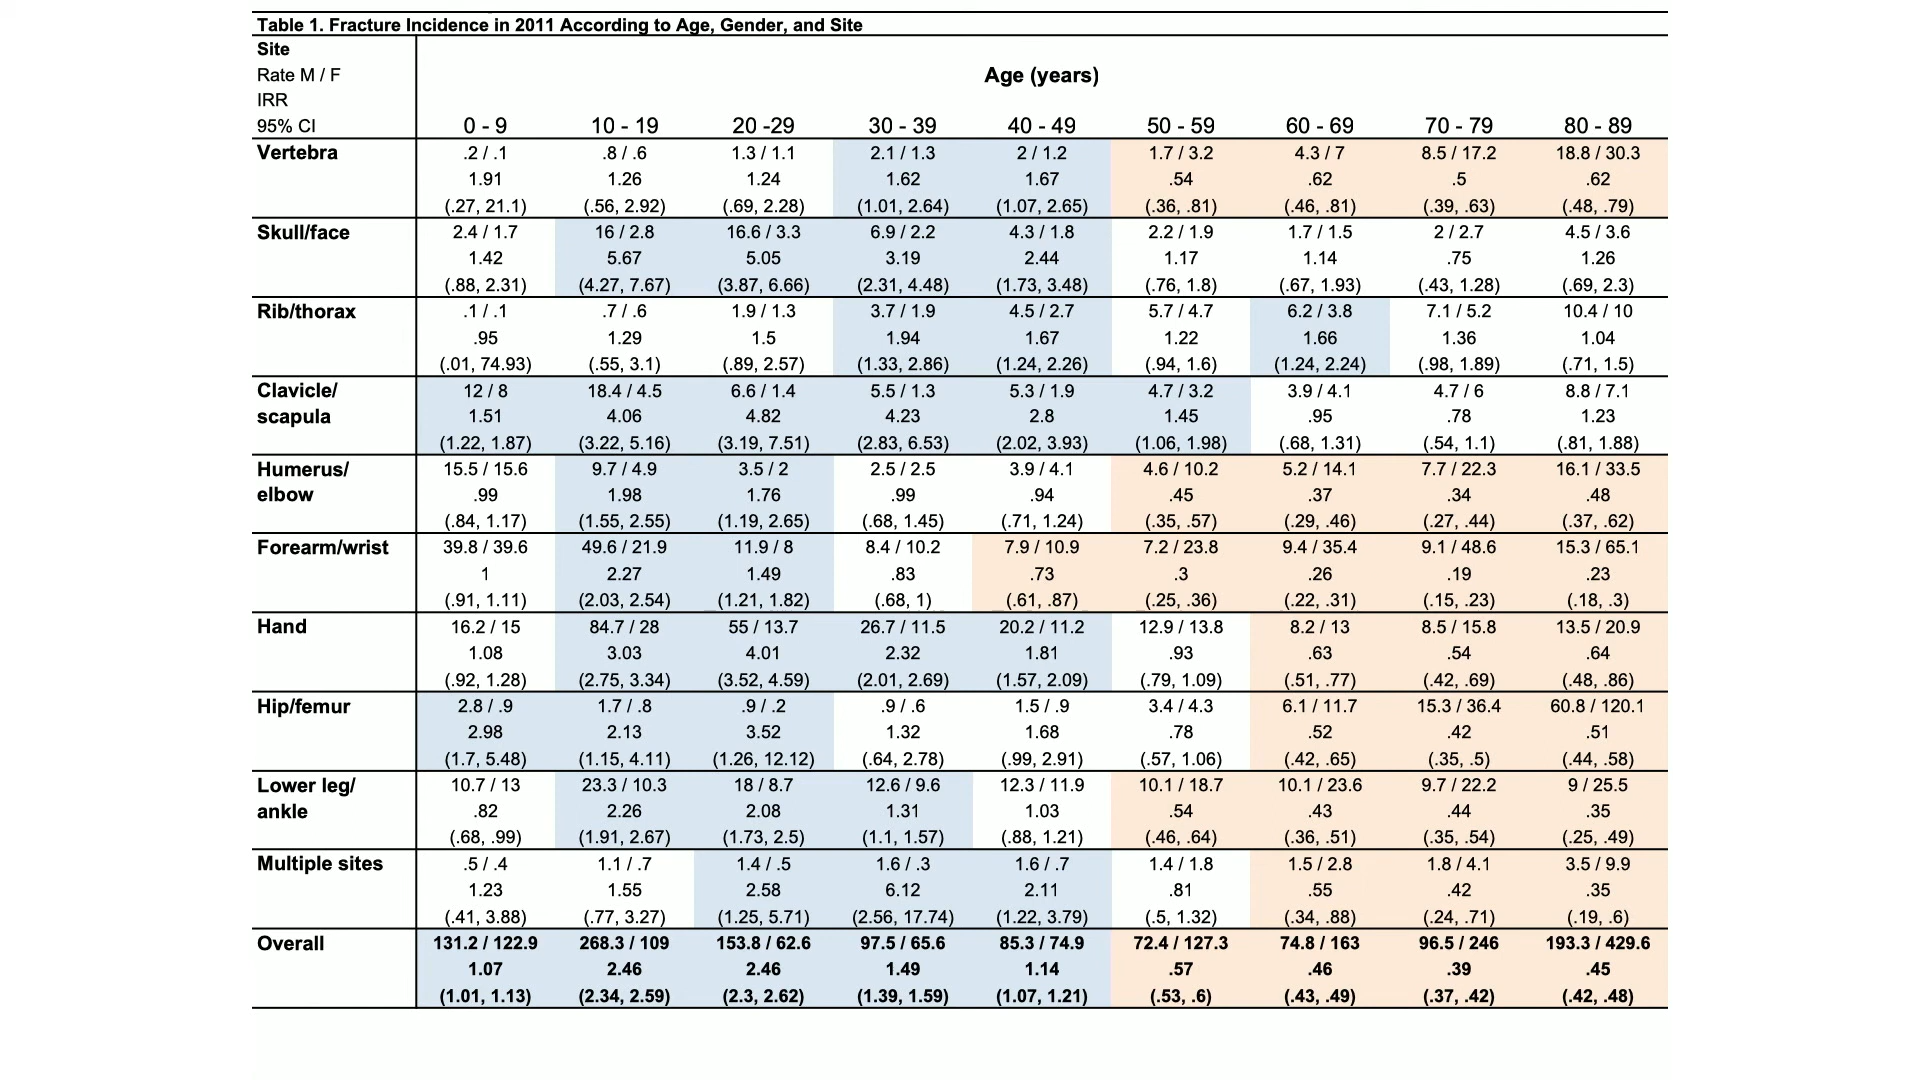 Table 1. Fracture Incidence in 2011 According to Age, Gender, and Site
Site
Rate M / F
IRR
95% CI
Age (years)
0 - 9 10 - 19 20 -29 30 - 39 40 - 49 50 - 59 60 - 69 70 - 79 80 - 89
Vertebra .2 / .1 .8 / .6 1.3 / 1.1 2.1 / 1.3 2 / 1.2 1.7 / 3.2 4.3 / 7 8.5 / 17.2 18.8 / 30.3
1.91 1.26 1.24 1.62 1.67 .54 .62 .5 .62
(.27, 21.1) (.56, 2.92) (.69, 2.28) (1.01, 2.64) (1.07, 2.65) (.36, .81) (.46, .81) (.39, .63) (.48, .79)
Skull/face 2.4 / 1.7 16 / 2.8 16.6 / 3.3 6.9 / 2.2 4.3 / 1.8 2.2 / 1.9 1.7 / 1.5 2 / 2.7 4.5 / 3.6
1.42 5.67 5.05 3.19 2.44 1.17 1.14 .75 1.26
(.88, 2.31) (4.27, 7.67) (3.87, 6.66) (2.31, 4.48) (1.73, 3.48) (.76, 1.8) (.67, 1.93) (.43, 1.28) (.69, 2.3)
Rib/thorax .1 / .1 .7 / .6 1.9 / 1.3 3.7 / 1.9 4.5 / 2.7 5.7 / 4.7 6.2 / 3.8 7.1 / 5.2 10.4 / 10
.95 1.29 1.5 1.94 1.67 1.22 1.66 1.36 1.04
(.01, 74.93) (.55, 3.1) (.89, 2.57) (1.33, 2.86) (1.24, 2.26) (.94, 1.6) (1.24, 2.24) (.98, 1.89) (.71, 1.5)
Clavicle/ 12 / 8 18.4 / 4.5 6.6 / 1.4 5.5 / 1.3 5.3 / 1.9 4.7 / 3.2 3.9 / 4.1 4.7 / 6 8.8 / 7.1
scapula 1.51 4.06 4.82 4.23 2.8 1.45 .95 .78 1.23
(1.22, 1.87) (3.22, 5.16) (3.19, 7.51) (2.83, 6.53) (2.02, 3.93) (1.06, 1.98) (.68, 1.31) (.54, 1.1) (.81, 1.88)
Humerus/ 15.5 / 15.6 9.7 / 4.9 3.5 / 2 2.5 / 2.5 3.9 / 4.1 4.6 / 10.2 5.2 / 14.1 7.7 / 22.3 16.1 / 33.5
elbow .99 1.98 1.76 .99 .94 .45 .37 .34 .48
(.84, 1.17) (1.55, 2.55) (1.19, 2.65) (.68, 1.45) (.71, 1.24) (.35, .57) (.29, .46) (.27, .44) (.37, .62)
Forearm/wrist 39.8 / 39.6 49.6 / 21.9 11.9 / 8 8.4 / 10.2 7.9 / 10.9 7.2 / 23.8 9.4 / 35.4 9.1 / 48.6 15.3 / 65.1
1 2.27 1.49 .83 .73 .3 .26 .19 .23
(.91, 1.11) (2.03, 2.54) (1.21, 1.82) (.68, 1) (.61, .87) (.25, .36) (.22, .31) (.15, .23) (.18, .3)
Hand 16.2 / 15 84.7 / 28 55 / 13.7 26.7 / 11.5 20.2 / 11.2 12.9 / 13.8 8.2 / 13 8.5 / 15.8 13.5 / 20.9
1.08 3.03 4.01 2.32 1.81 .93 .63 .54 .64
(.92, 1.28) (2.75, 3.34) (3.52, 4.59) (2.01, 2.69) (1.57, 2.09) (.79, 1.09) (.51, .77) (.42, .69) (.48, .86)
Hip/femur 2.8 / .9 1.7 / .8 .9 / .2 .9 / .6 1.5 / .9 3.4 / 4.3 6.1 / 11.7 15.3 / 36.4 60.8 / 120.1
2.98 2.13 3.52 1.32 1.68 .78 .52 .42 .51
(1.7, 5.48) (1.15, 4.11) (1.26, 12.12) (.64, 2.78) (.99, 2.91) (.57, 1.06) (.42, .65) (.35, .5) (.44, .58)
Lower leg/ 10.7 / 13 23.3 / 10.3 18 / 8.7 12.6 / 9.6 12.3 / 11.9 10.1 / 18.7 10.1 / 23.6 9.7 / 22.2 9 / 25.5
ankle .82 2.26 2.08 1.31 1.03 .54 .43 .44 .35
(.68, .99) (1.91, 2.67) (1.73, 2.5) (1.1, 1.57) (.88, 1.21) (.46, .64) (.36, .51) (.35, .54) (.25, .49)
Multiple sites .5 / .4 1.1 / .7 1.4 / .5 1.6 / .3 1.6 / .7 1.4 / 1.8 1.5 / 2.8 1.8 / 4.1 3.5 / 9.9
1.23 1.55 2.58 6.12 2.11 .81 .55 .42 .35
(.41, 3.88) (.77, 3.27) (1.25, 5.71) (2.56, 17.74) (1.22, 3.79) (.5, 1.32) (.34, .88) (.24, .71) (.19, .6)
Overall 131.2 / 122.9 268.3 / 109 153.8 / 62.6 97.5 / 65.6 85.3 / 74.9 72.4 / 127.3 74.8 / 163 96.5 / 246 193.3 / 429.6
1.07 2.46 2.46 1.49 1.14 .57 .46 .39 .45
(1.01, 1.13) (2.34, 2.59) (2.3, 2.62) (1.39, 1.59) (1.07, 1.21) (.53, .6) (.43, .49) (.37, .42) (.42, .48)